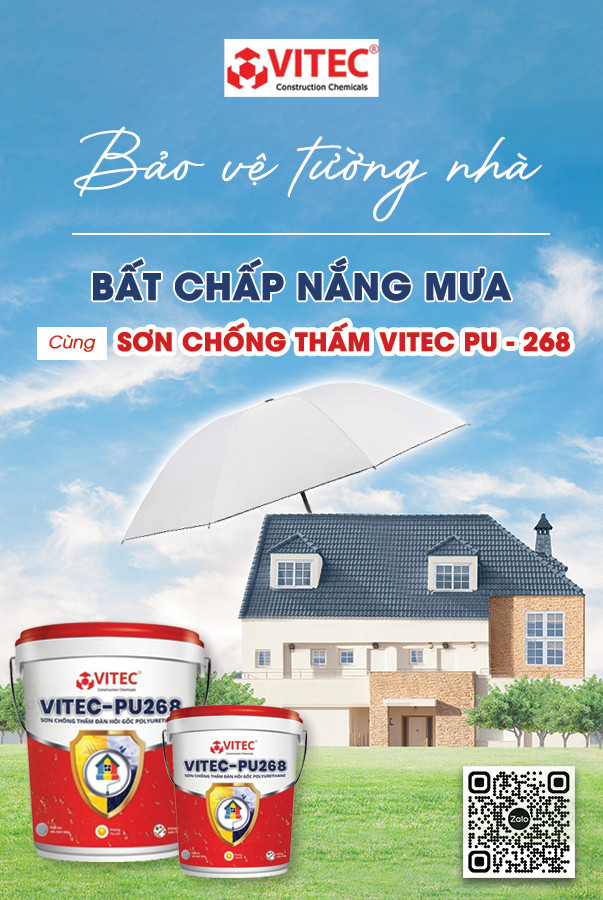 VITEC®
Construction Chemicals
Bảo vệ tường nhà
BẤT CHẤP NẮNG MƯA
Cùng SƠN CHỐNG THẤM VITEC PU - 268
VITEC®
Construction Chemicals
VITEC-PU268
SƠN CHỐNG THẤM ĐÀN HỒI GỐC POLYURETHANE
VITEC®
Construction Chemicals
VITEC-PU268
SƠN CHỐNG THẤM ĐÀN HỒI GỐC POLYURETHANE
Zalo